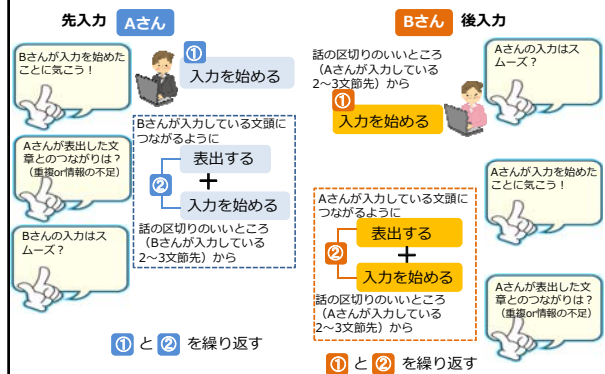 先入力 Aさん
Bさんが入力を始めた
ことに気こう！
①
入力を始める
Aさんが表出した文
章とのつながりは？
（重複or情報の不足）
Bさんが入力している文頭に
つながるように
表出する
②
＋
入力を始める
話の区切りのいいところ
（Bさんが入力している
2～3文節先）から
Bさんの入力はス
ムーズ？
① と ② を繰り返す
Bさん 後入力
話の区切りのいいところ
（Aさんが入力している
2～3文節先）から
①
入力を始める
Aさんの入力はス
ムーズ？
Aさんが入力を始めた
ことに気こう！
Aさんが入力している文頭に
つながるように
表出する
②
＋
入力を始める
話の区切りのいいところ
（Aさんが入力している
2～3文節先）から
Aさんが表出した文
章とのつながりは？
（重複or情報の不足）
① と ② を繰り返す